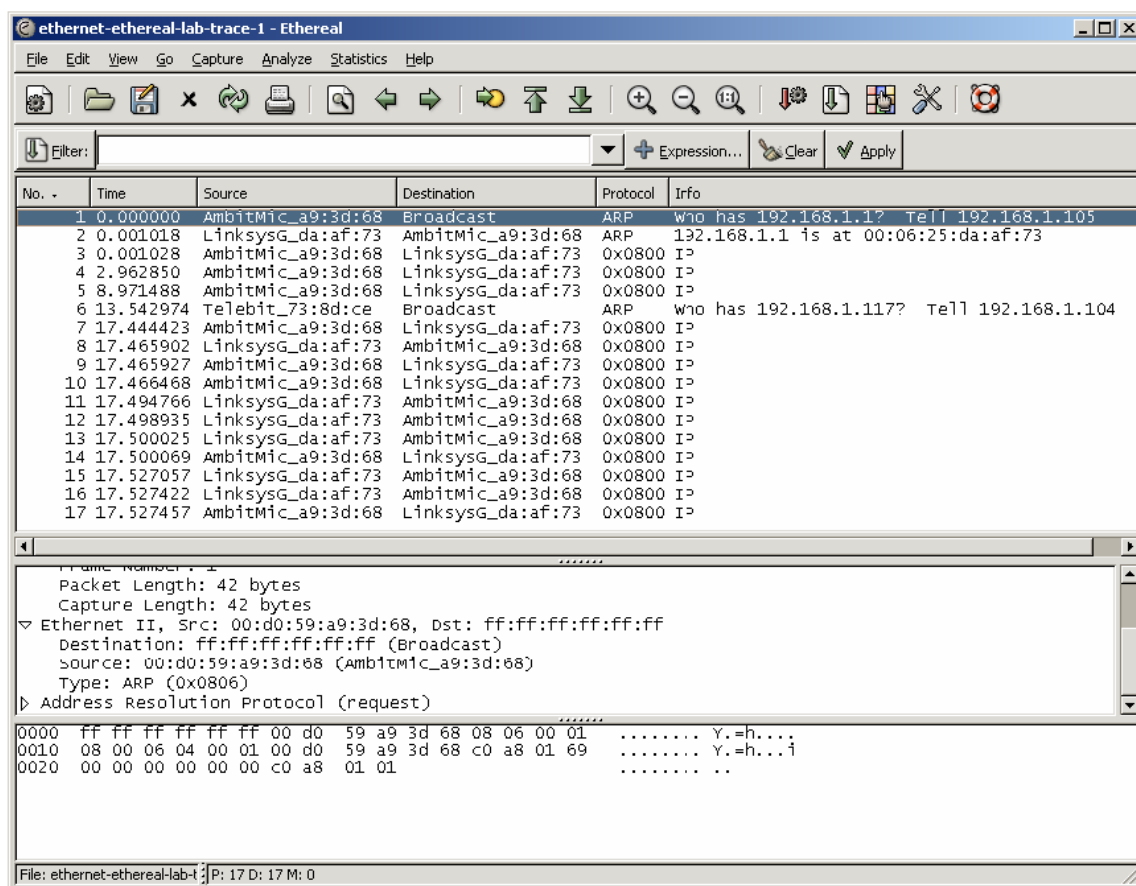 ethernet-ethereal-lab-trace-1 - Ethereal
File Edit View Go Capture Analyze Statistics Help
Filter: Expression... Clear Apply
No. Time Source Destination Protocol Info
1 0.000000 AmbitMic_a9:3d:68 Broadcast ARP Who has 192.168.1.1? Tell 192.168.1.105
2 0.001018 LinksysG_da:af:73 AmbitMic_a9:3d:68 ARP 192.168.1.1 is at 00:06:25:da:af:73
3 0.001028 AmbitMic_a9:3d:68 LinksysG_da:af:73 0x0800 IP
4 2.962850 AmbitMic_a9:3d:68 LinksysG_da:af:73 0x0800 IP
5 8.971488 AmbitMic_a9:3d:68 LinksysG_da:af:73 0x0800 IP
6 13.542974 Telebit_73:8d:ce Broadcast ARP Who has 192.168.1.117? Tell 192.168.1.104
7 17.444423 AmbitMic_a9:3d:68 LinksysG_da:af:73 0x0800 IP
8 17.465902 LinksysG_da:af:73 AmbitMic_a9:3d:68 0x0800 IP
9 17.465927 AmbitMic_a9:3d:68 LinksysG_da:af:73 0x0800 IP
10 17.466468 AmbitMic_a9:3d:68 LinksysG_da:af:73 0x0800 IP
11 17.494766 LinksysG_da:af:73 AmbitMic_a9:3d:68 0x0800 IP
12 17.498935 LinksysG_da:af:73 AmbitMic_a9:3d:68 0x0800 IP
13 17.500025 LinksysG_da:af:73 AmbitMic_a9:3d:68 0x0800 IP
14 17.500069 AmbitMic_a9:3d:68 LinksysG_da:af:73 0x0800 IP
15 17.527057 LinksysG_da:af:73 AmbitMic_a9:3d:68 0x0800 IP
16 17.527422 LinksysG_da:af:73 AmbitMic_a9:3d:68 0x0800 IP
17 17.527457 AmbitMic_a9:3d:68 LinksysG_da:af:73 0x0800 IP
Frame Number: 1
Packet Length: 42 bytes
Capture Length: 42 bytes
Ethernet II, Src: 00:d0:59:a9:3d:68, Dst: ff:ff:ff:ff:ff:ff
Destination: ff:ff:ff:ff:ff:ff (Broadcast)
Source: 00:d0:59:a9:3d:68 (AmbitMic_a9:3d:68)
Type: ARP (0x0806)
Address Resolution Protocol (request)
0000 ff ff ff ff ff ff 00 d0 59 a9 3d 68 08 06 00 01 ........ Y.=h....
0010 08 00 06 04 00 01 00 d0 59 a9 3d 68 c0 a8 01 69 ........ Y.=h...i
0020 00 00 00 00 00 00 c0 a8 01 01 ........ ..
File: ethernet-ethereal-lab-t P: 17 D: 17 M: 0